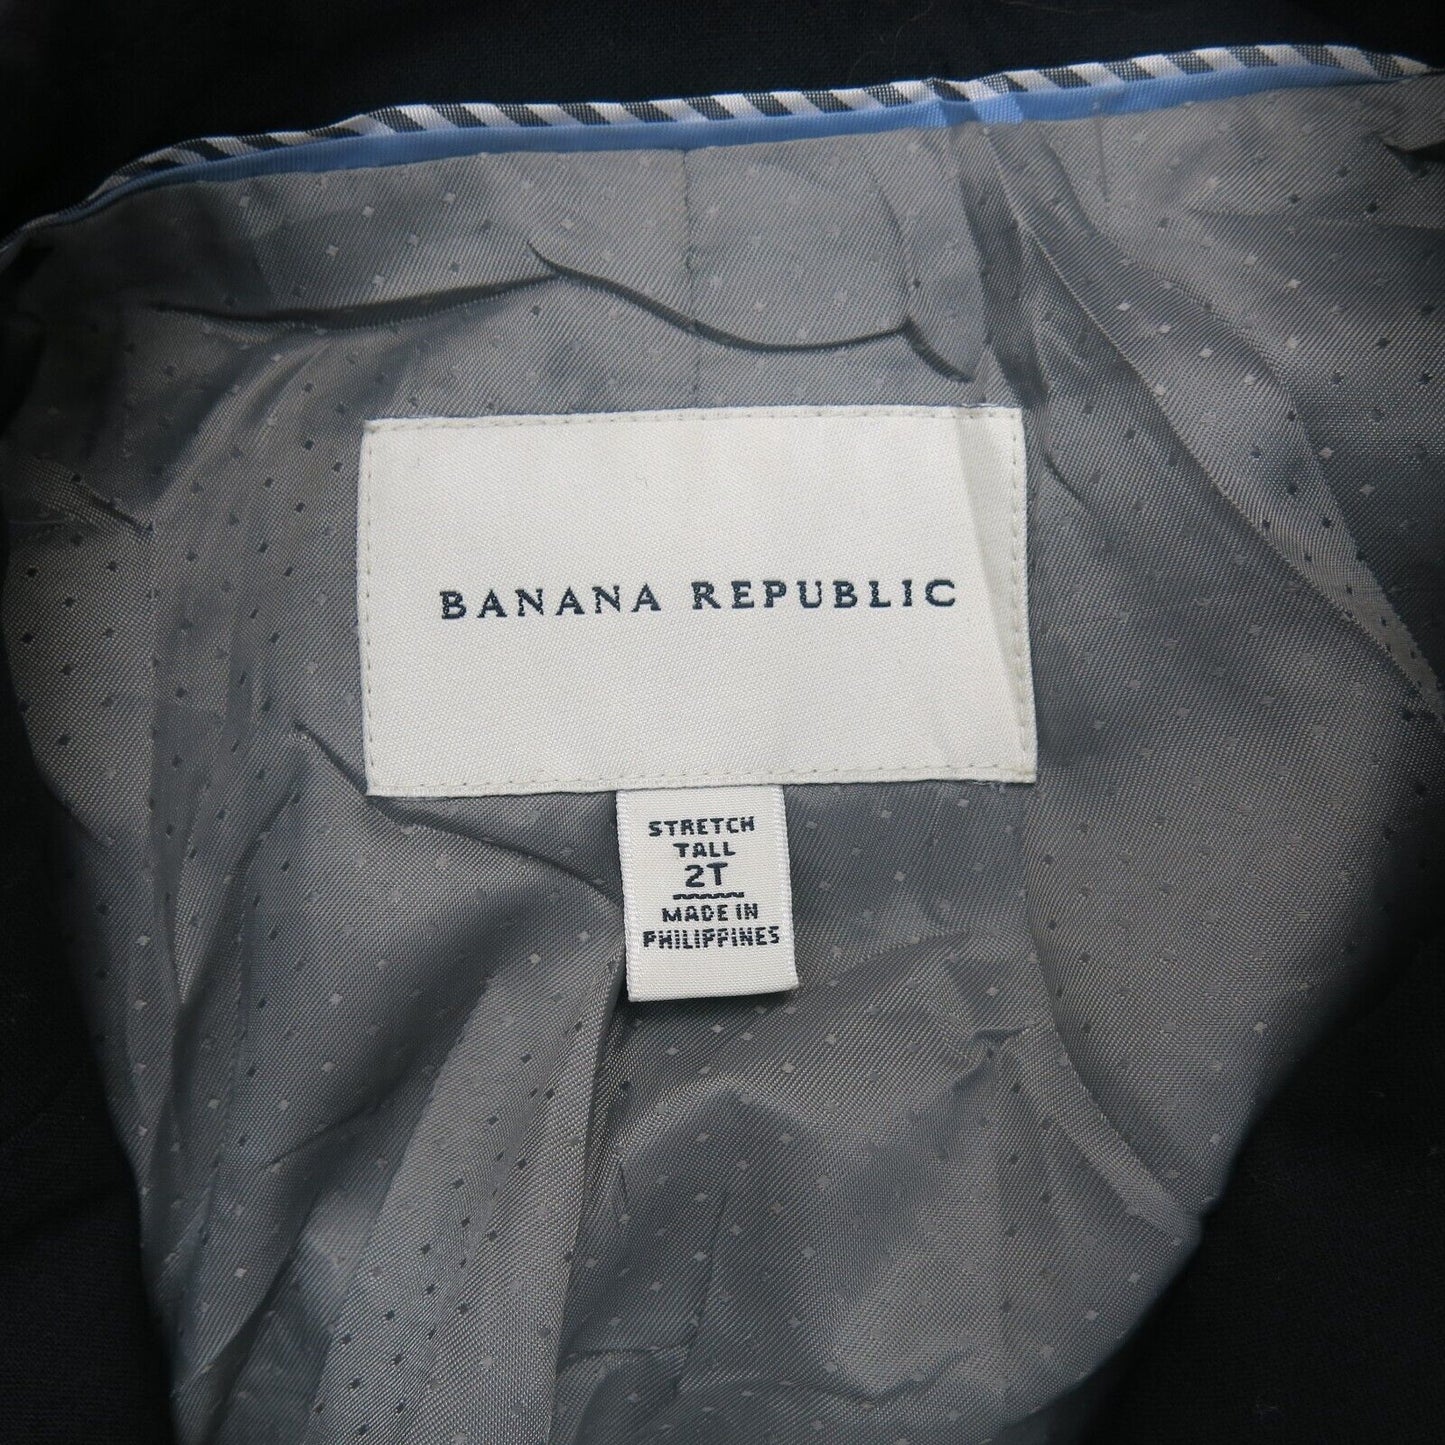 BANANA REPUBLIC
STRETCH
TALL
2T
MADE IN
PHILIPPINES